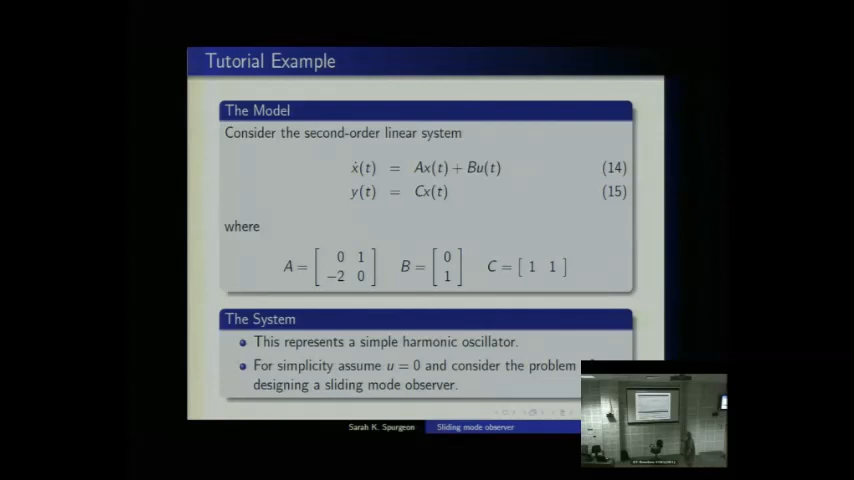 Tutorial Example
The Model
Consider the second-order linear system
ẋ(t) = Ax(t) + Bu(t) (14)
y(t) = Cx(t) (15)
where
A = [ 0 1 −2 0 ] B = [ 0 1 ] C = [ 1 1 ]
The System
This represents a simple harmonic oscillator.
For simplicity assume u = 0 and consider the problem
designing a sliding mode observer.
Sarah K. Spurgeon Sliding mode observer